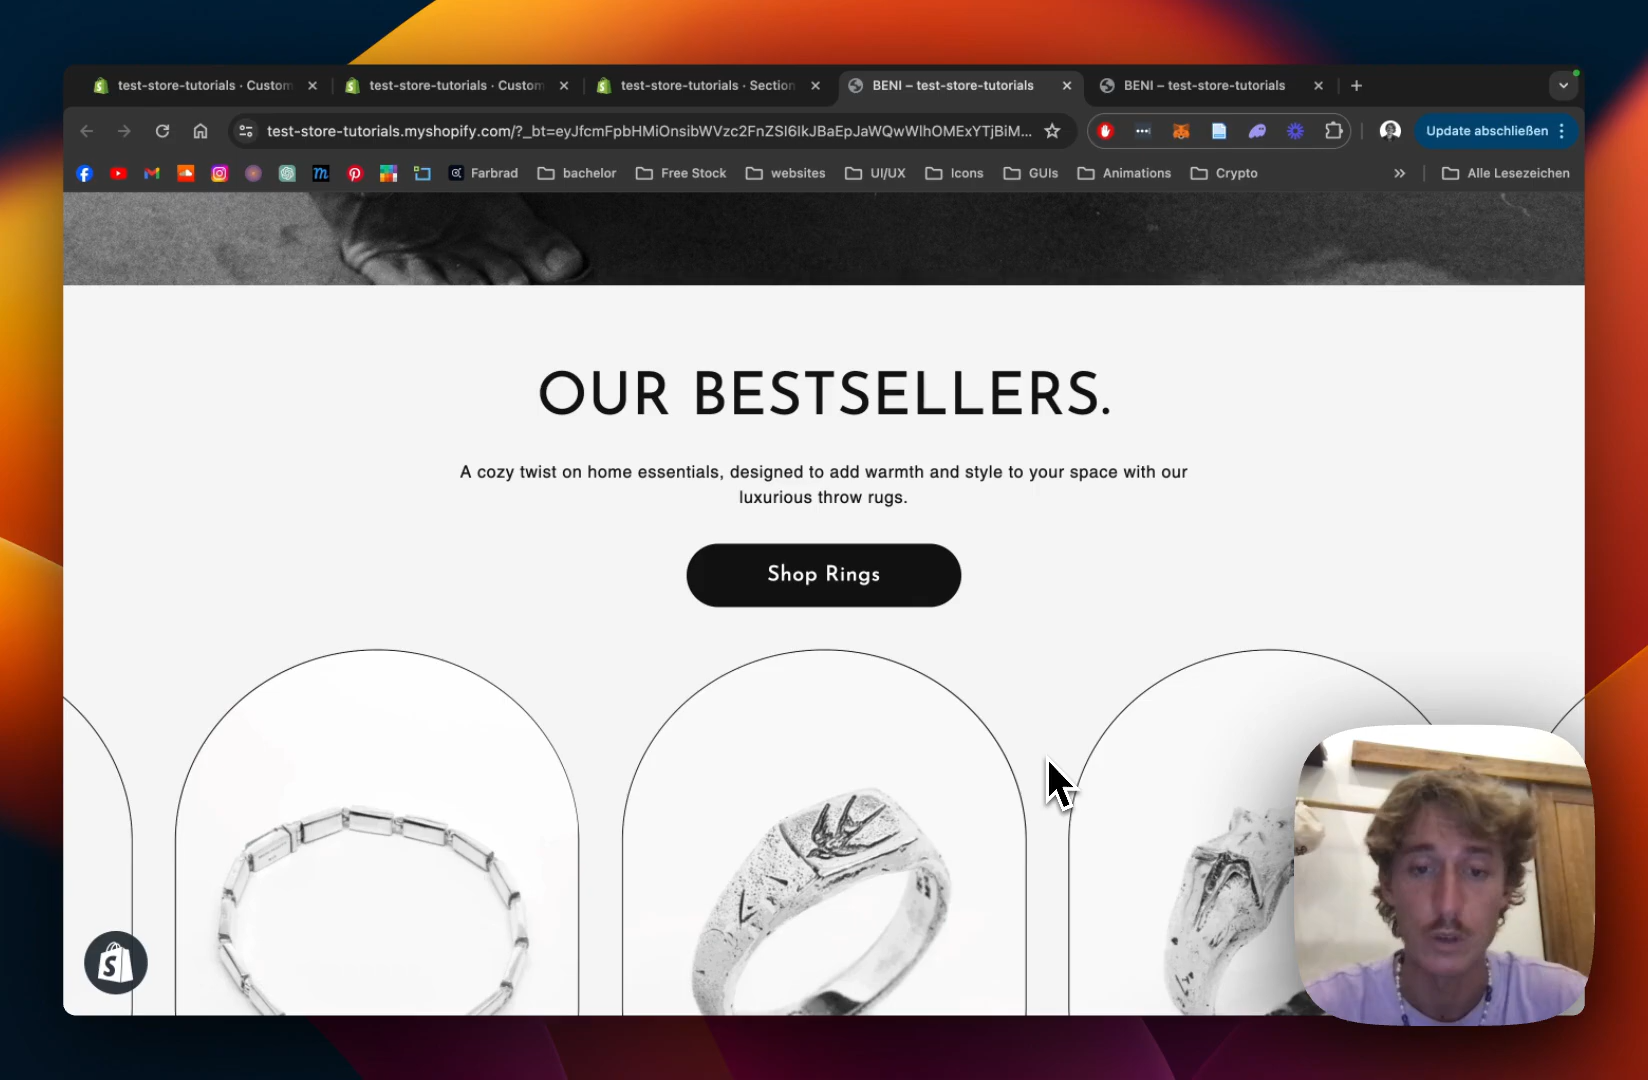 test-store-tutorials · Custom
test-store-tutorials · Custom
test-store-tutorials · Section
BENI – test-store-tutorials
BENI – test-store-tutorials
test-store-tutorials.myshopify.com/?_bt=eyJfcmFpbHMiOnsibWVzc2FnZSI6IkJBaEpJaWQwWlhOMExYTjBiM...
Update abschließen
Farbrad
bachelor
Free Stock
websites
UI/UX
Icons
GUIs
Animations
Crypto
Alle Lesezeichen
OUR BESTSELLERS.
A cozy twist on home essentials, designed to add warmth and style to your space with our
luxurious throw rugs.
Shop Rings